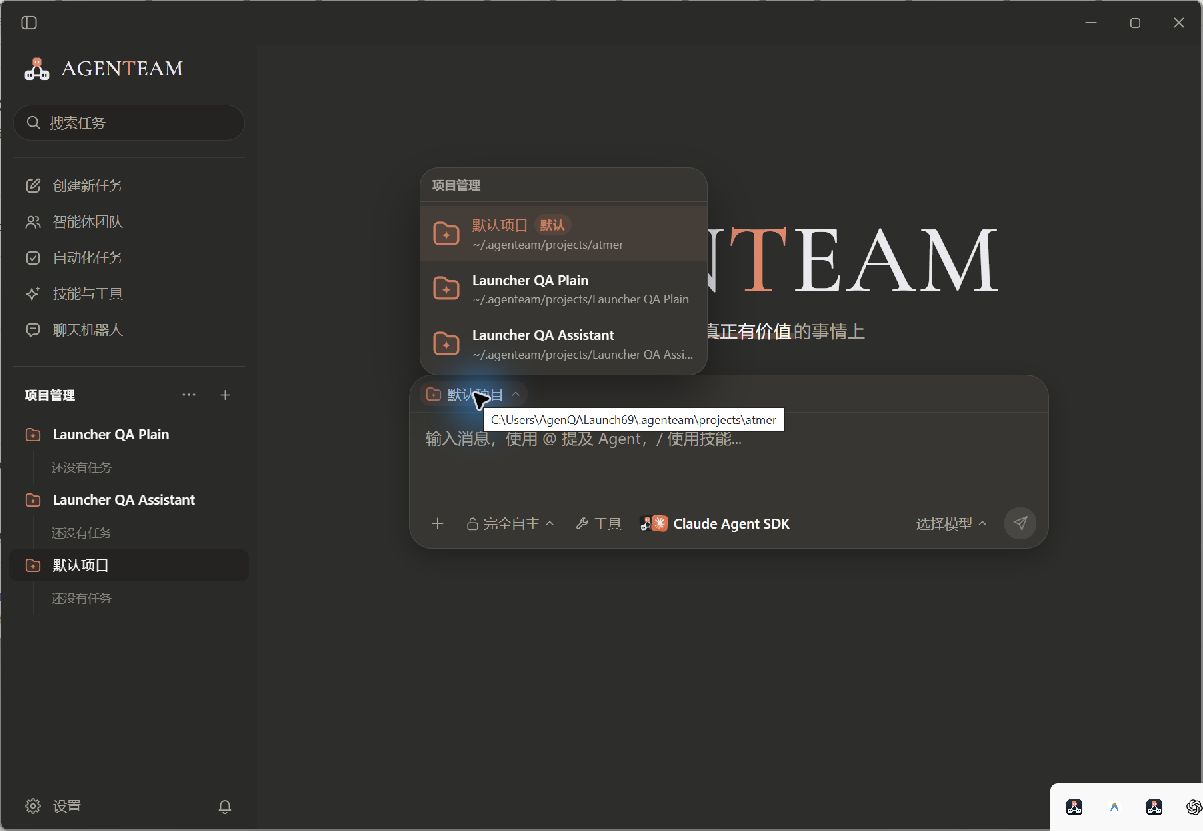 AGENTEAM
搜索任务
创建新任务
智能体团队
自动化任务
技能与工具
聊天机器人
项目管理
Launcher QA Plain
还没有任务
Launcher QA Assistant
还没有任务
默认项目
还没有任务
设置
项目管理
默认项目 默认
~/.agenteam/projects/atmer
Launcher QA Plain
~/.agenteam/projects/Launcher QA Plain
Launcher QA Assistant
~/.agenteam/projects/Launcher QA Assi...
TEAM
真正有价值的事情上
默认项目
C:\Users\AgenQALaunch69\.agenteam\projects\atmer
输入消息，使用 @ 提及 Agent，/ 使用技能...
完全自主
工具
Claude Agent SDK
选择模型